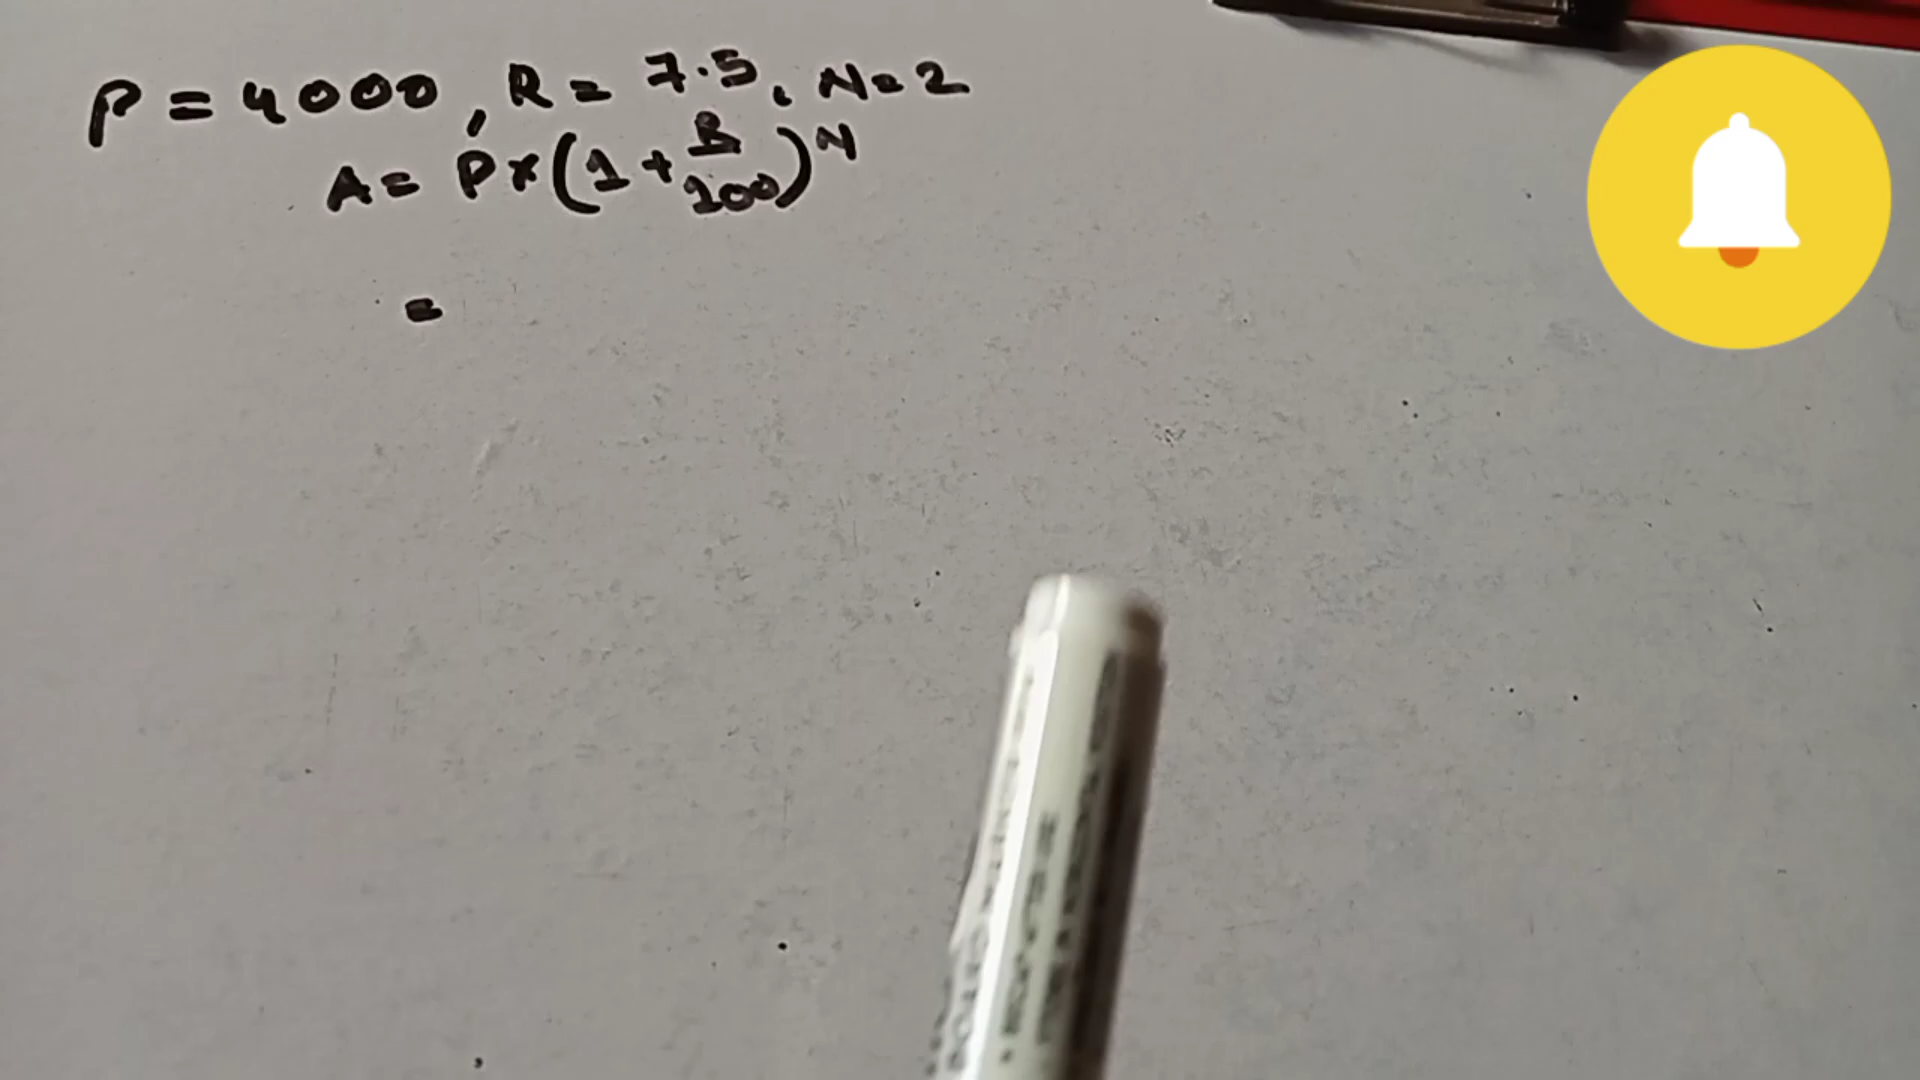 P = 4000, R = 7.5, N = 2
A = P × (1 + R/100)^N
=